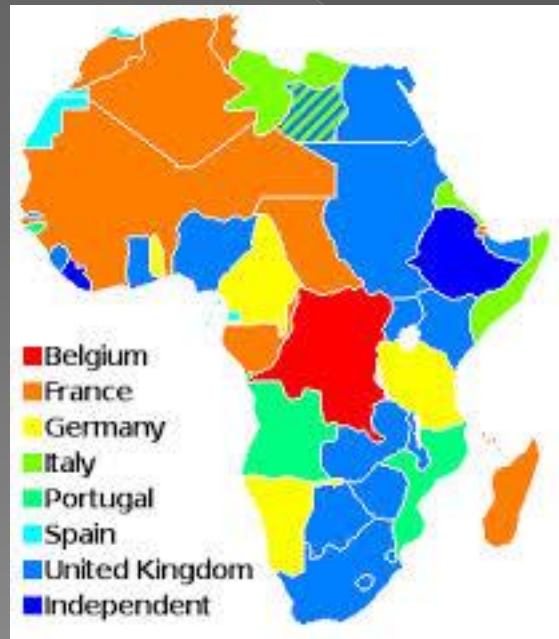 Belgium
France
Germany
Italy
Portugal
Spain
United Kingdom
Independent